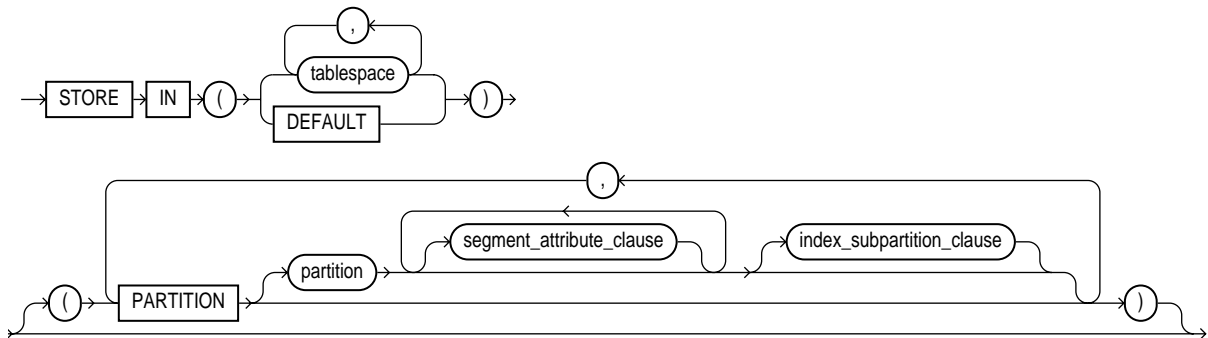 ,
tablespace
STORE IN ( )
DEFAULT
,
segment_attribute_clause index_subpartition_clause
partition
( PARTITION )